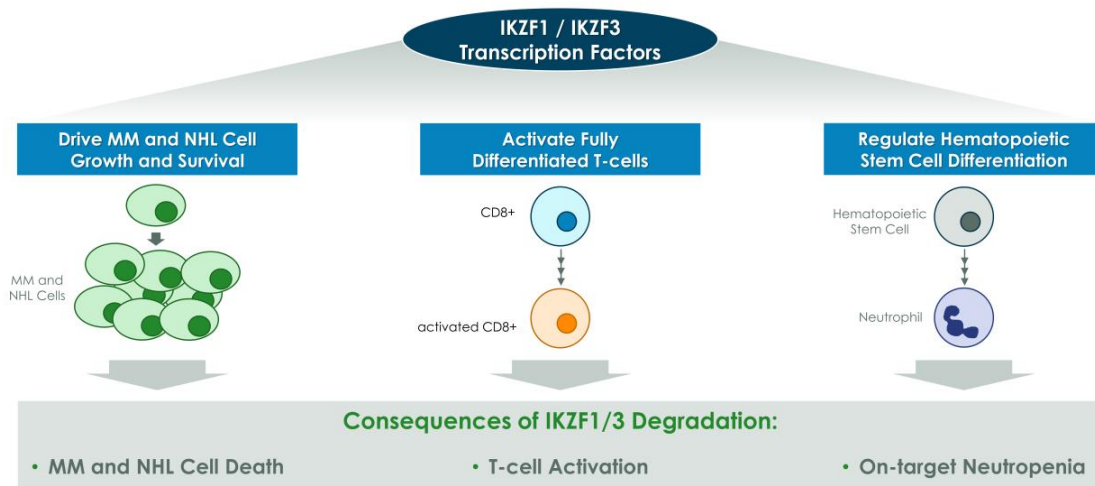 IKZF1 / IKZF3
Transcription Factors
Drive MM and NHL Cell
Growth and Survival
MM and
NHL Cells
Activate Fully
Differentiated T-cells
CD8+
activated CD8+
Regulate Hematopoietic
Stem Cell Differentiation
Hematopoietic
Stem Cell
Neutrophil
Consequences of IKZF1/3 Degradation:
• MM and NHL Cell Death
• T-cell Activation
• On-target Neutropenia